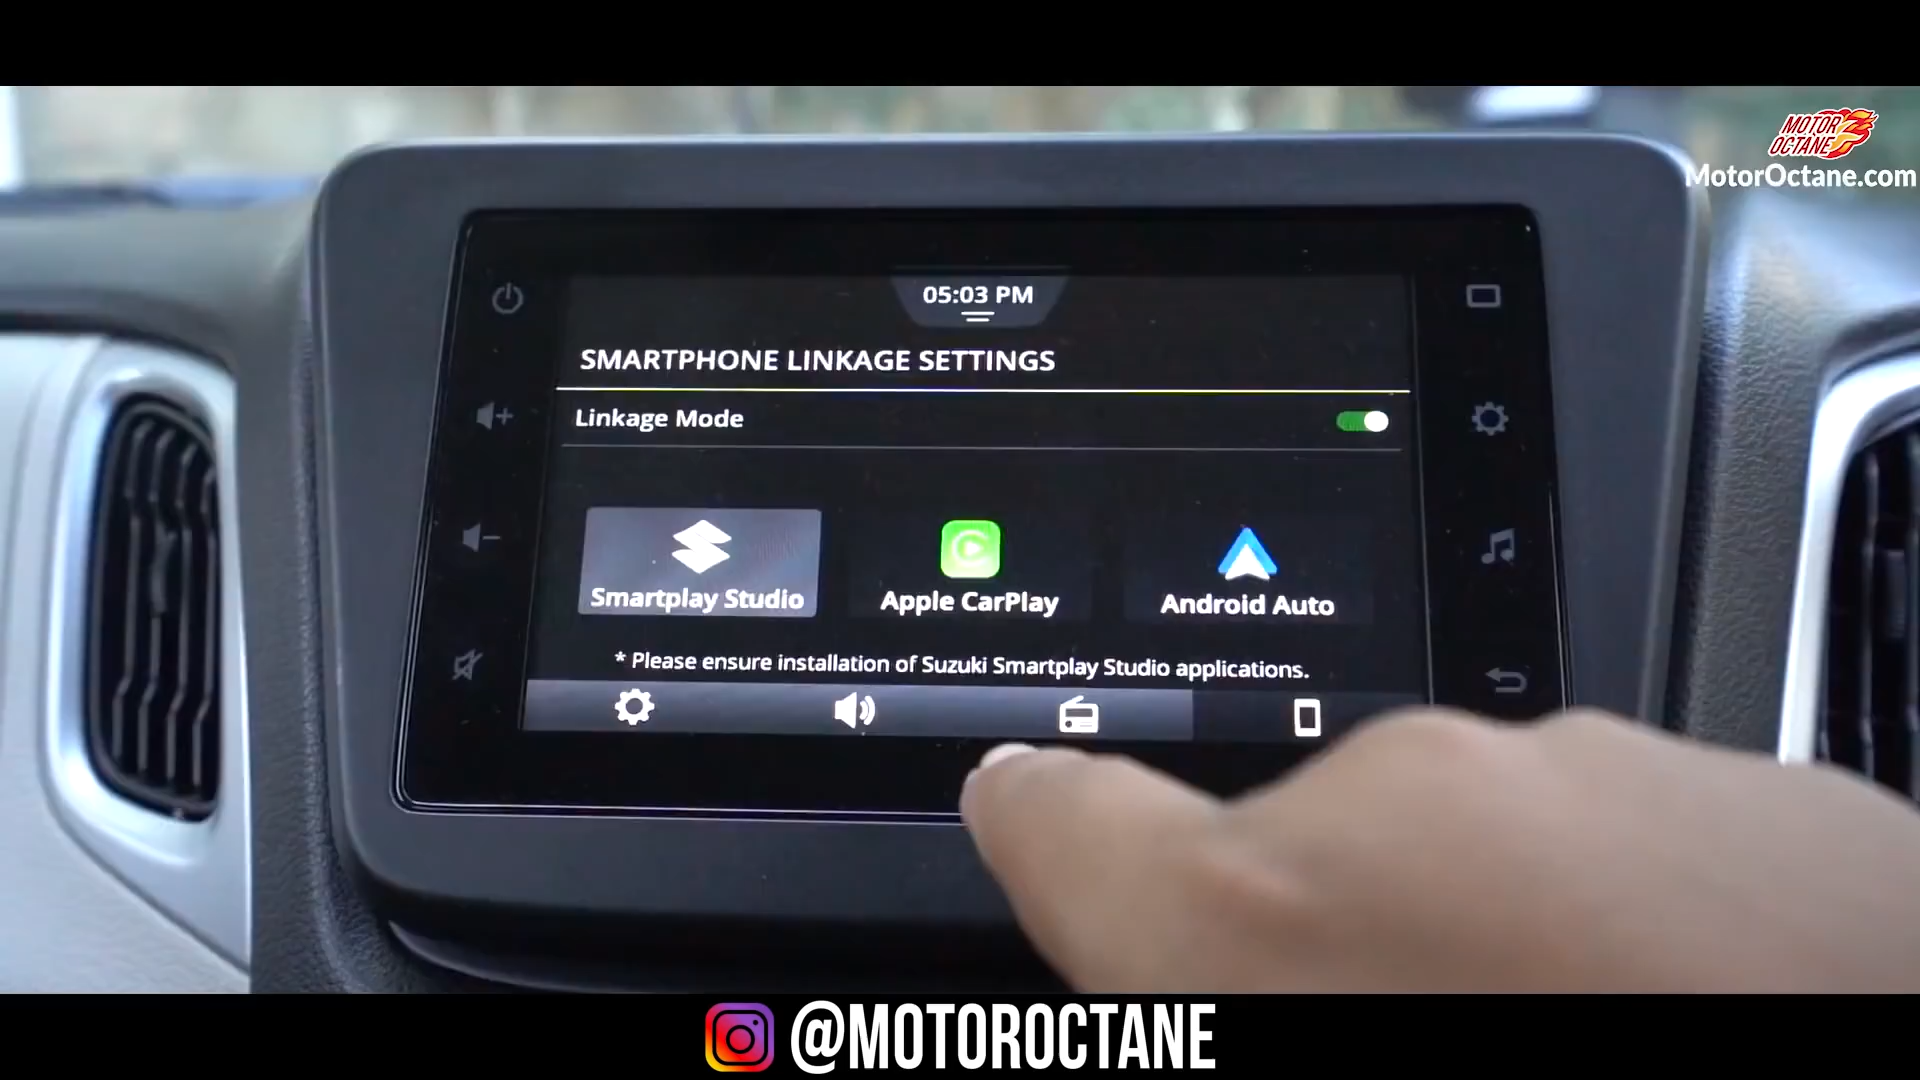 MOTOR
OCTANE
MotorOctane.com
05:03 PM
SMARTPHONE LINKAGE SETTINGS
Linkage Mode
Smartplay Studio
Apple CarPlay
Android Auto
* Please ensure installation of Suzuki Smartplay Studio applications.
@MOTOROCTANE